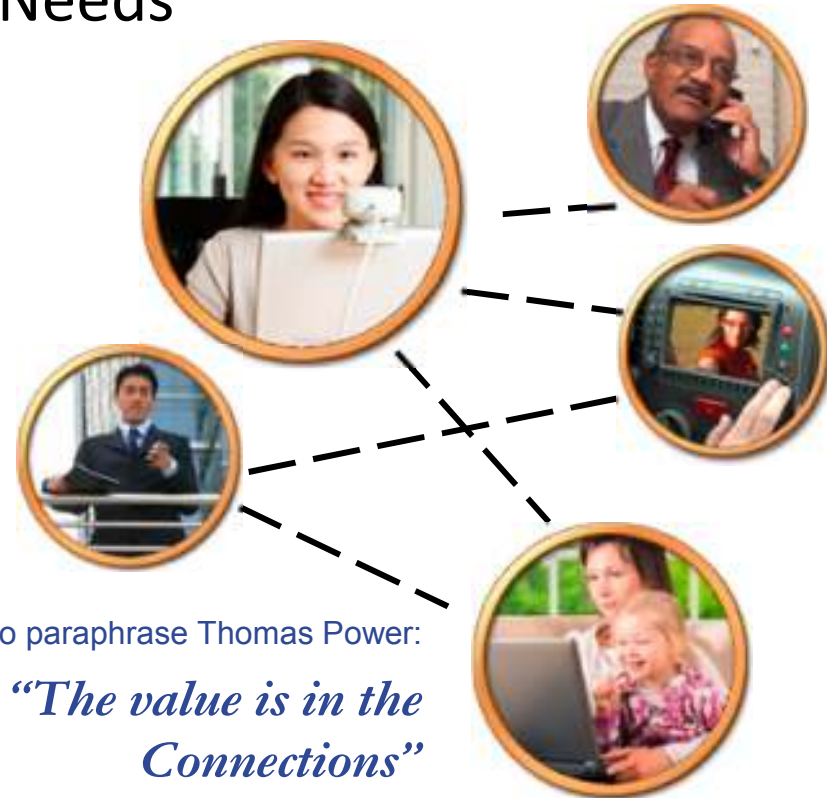 Needs
o paraphrase Thomas Power:
“The value is in the
Connections”